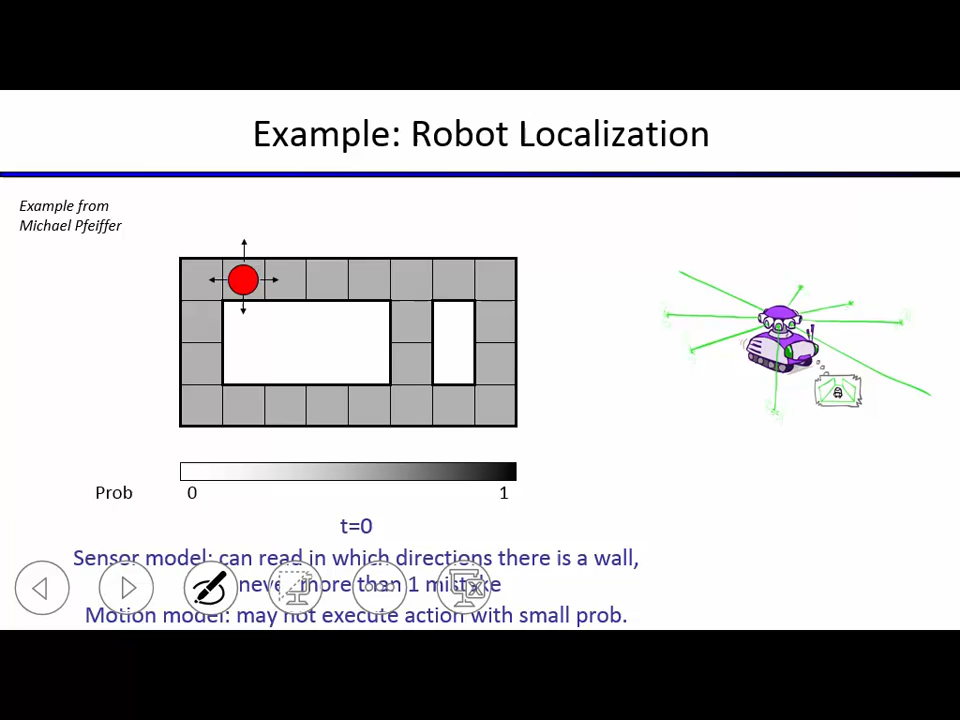 Example: Robot Localization
Example from
Michael Pfeiffer
Prob
0
1
t=0
Sensor model: can read in which directions there is a wall,
never more than 1 mistake
Motion model: may not execute action with small prob.